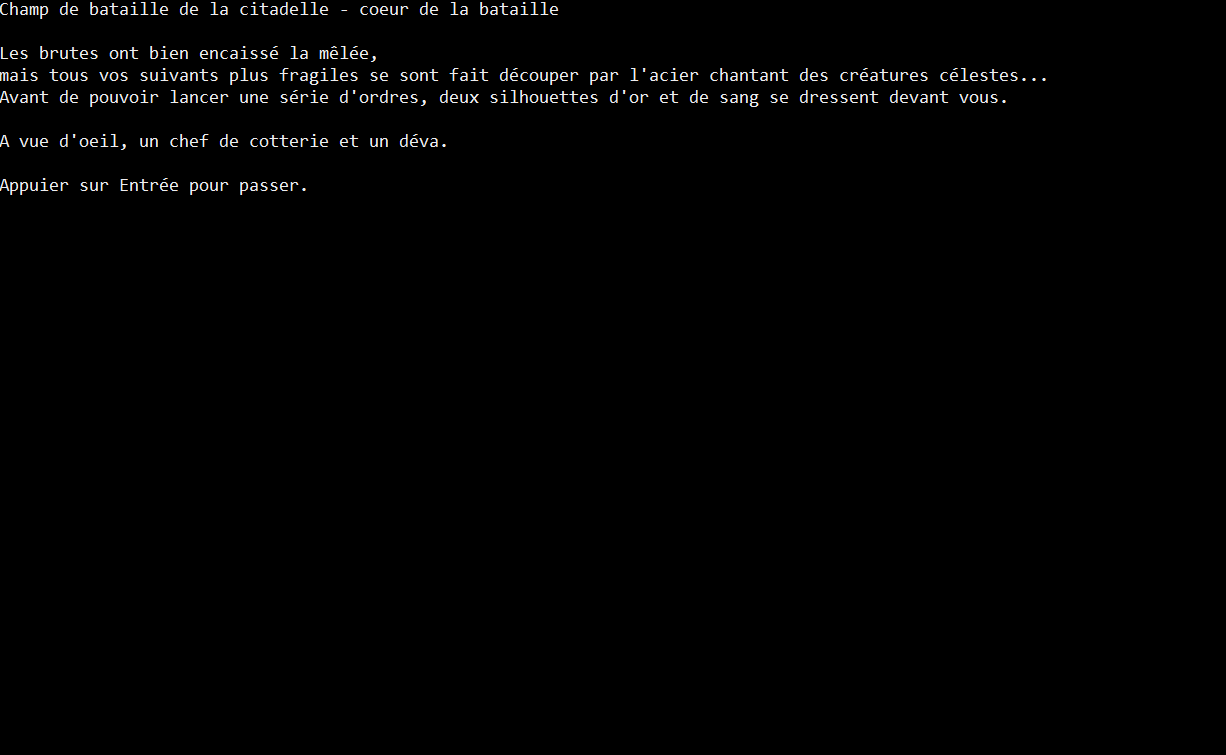 Champ de bataille de la citadelle - coeur de la bataille
Les brutes ont bien encaissé la mêlée,
mais tous vos suivants plus fragiles se sont fait découper par l'acier chantant des créatures célestes...
Avant de pouvoir lancer une série d'ordres, deux silhouettes d'or et de sang se dressent devant vous.
A vue d'oeil, un chef de cotterie et un déva.
Appuier sur Entrée pour passer.